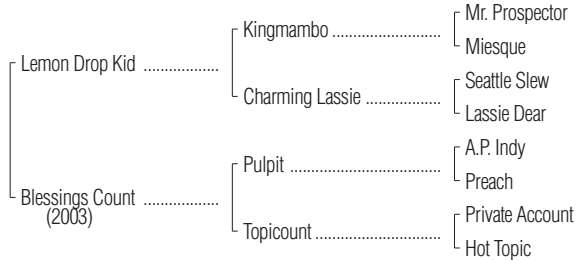 Mr. Prospector
Kingmambo ........................
Miesque
Lemon Drop Kid ..................
Seattle Slew
Charming Lassie ..................
Lassie Dear
A.P. Indy
Pulpit ....................................
Preach
Blessings Count ..................
(2003)
Private Account
Topicount ..............................
Hot Topic